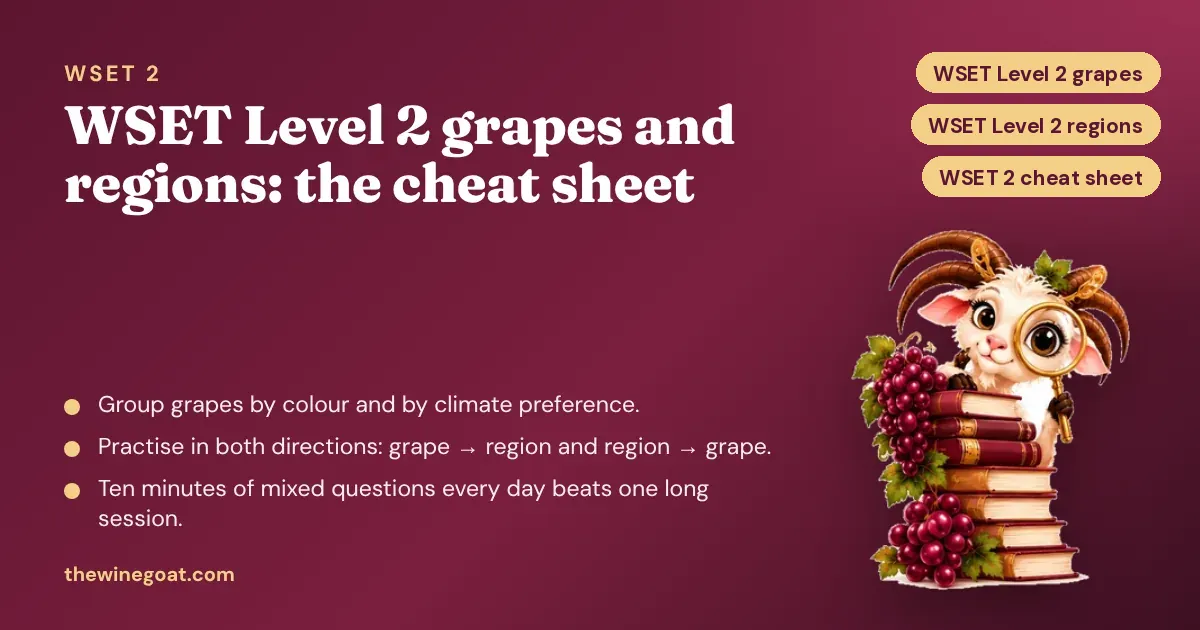 WSET 2
WSET Level 2 grapes and
regions: the cheat sheet
WSET Level 2 grapes
WSET Level 2 regions
WSET 2 cheat sheet
Group grapes by colour and by climate preference.
Practise in both directions: grape → region and region → grape.
Ten minutes of mixed questions every day beats one long
session.
thewinegoat.com